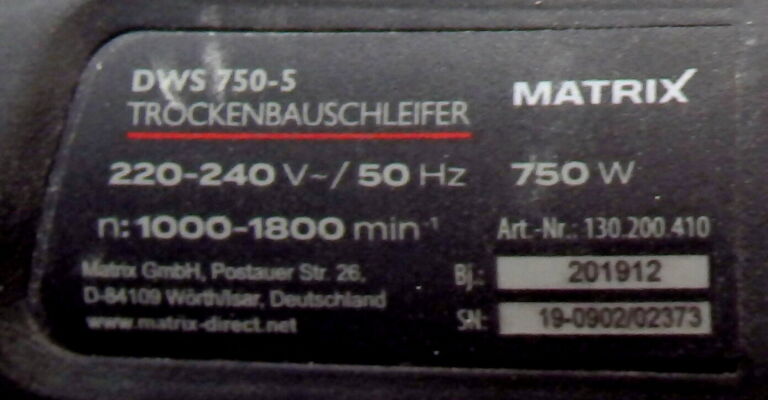 DWS 750-5
TROCKENBAUSCHLEIFER
MATRIX
220-240 V~/ 50 Hz 750 W
n: 1000-1800 min⁻¹
Art.-Nr.: 130.200.410
Matrix GmbH, Postauer Str. 26,
D-84109 Wörth/Isar, Deutschland
www.matrix-direct.net
Bj.: 201912
SN: 19-0902/02373